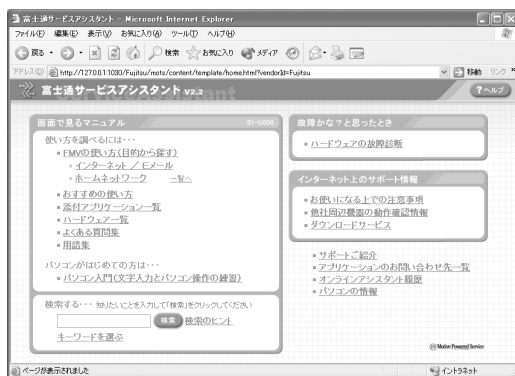 富士通サービスアシスタント - Microsoft Internet Explorer
ファイル(F) 編集(E) 表示(V) お気に入り(A) ツール(T) ヘルプ(H)
戻る 検索 お気に入り メディア
アドレス(D) http://127.0.0.1:1030/Fujitsu/mots/content/template/home.html?vendorId=Fujitsu 移動 リンク
富士通サービスアシスタント V2.2 ?ヘルプ
画面で見るマニュアル
使い方を調べるには・・・
FMVの使い方(目的から探す)
インターネット／Eメール
ホームネットワーク 一覧へ
おすすめの使い方
添付アプリケーション一覧
ハードウェア一覧
よくある質問集
用語集
パソコンがはじめての方は・・・
パソコン入門(文字入力とパソコン操作の練習)
検索する・・・ 知りたいことを入力して「検索」をクリックしてください
検索 検索のヒント
キーワードを選ぶ
故障かな？と思ったとき
ハードウェアの故障診断
インターネット上のサポート情報
お使いになる上での注意事項
他社周辺機器の動作確認情報
ダウンロードサービス
サポートご紹介
アプリケーションのお問い合わせ先一覧
オンラインアシスタント履歴
パソコンの情報
Motive Powered Service
ページが表示されました イントラネット